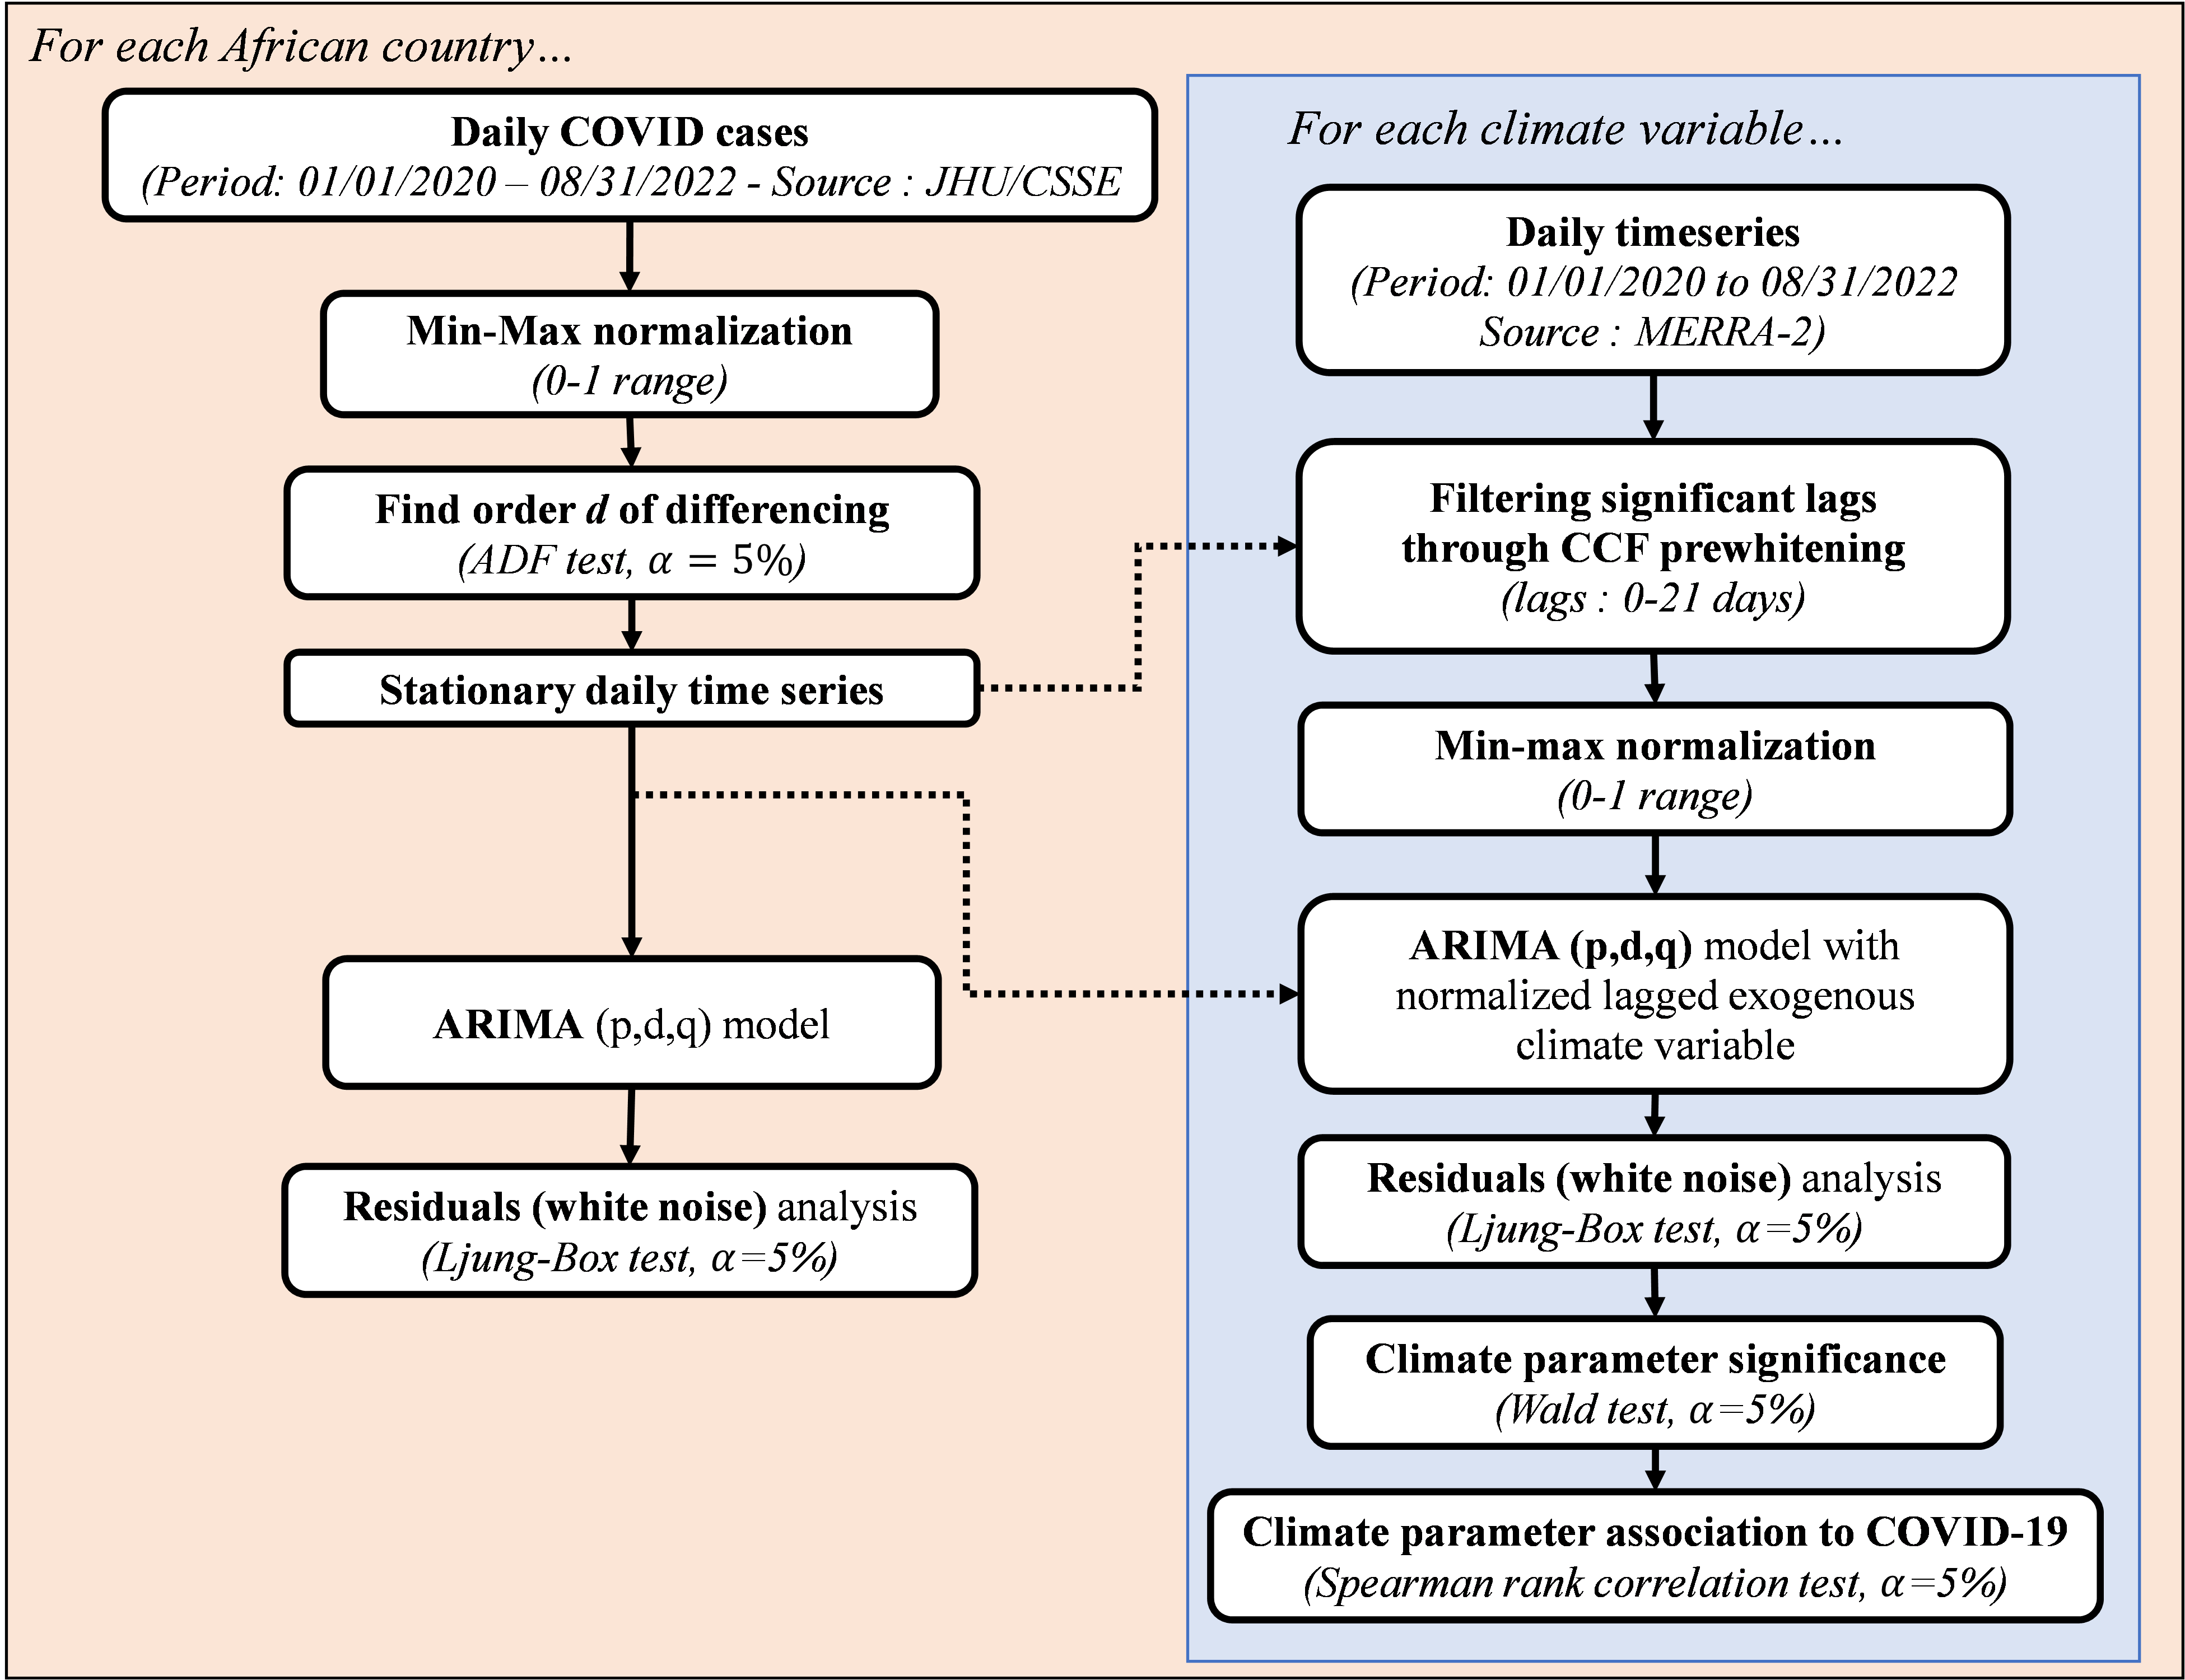 For each African country…
Daily COVID cases
(Period: 01/01/2020 – 08/31/2022 - Source : JHU/CSSE
Min-Max normalization
(0-1 range)
Find order d of differencing
(ADF test, α = 5%)
Stationary daily time series
ARIMA (p,d,q) model
Residuals (white noise) analysis
(Ljung-Box test, α=5%)
For each climate variable…
Daily timeseries
(Period: 01/01/2020 to 08/31/2022
Source : MERRA-2)
Filtering significant lags
through CCF prewhitening
(lags : 0-21 days)
Min-max normalization
(0-1 range)
ARIMA (p,d,q) model with
normalized lagged exogenous
climate variable
Residuals (white noise) analysis
(Ljung-Box test, α=5%)
Climate parameter significance
(Wald test, α=5%)
Climate parameter association to COVID-19
(Spearman rank correlation test, α=5%)